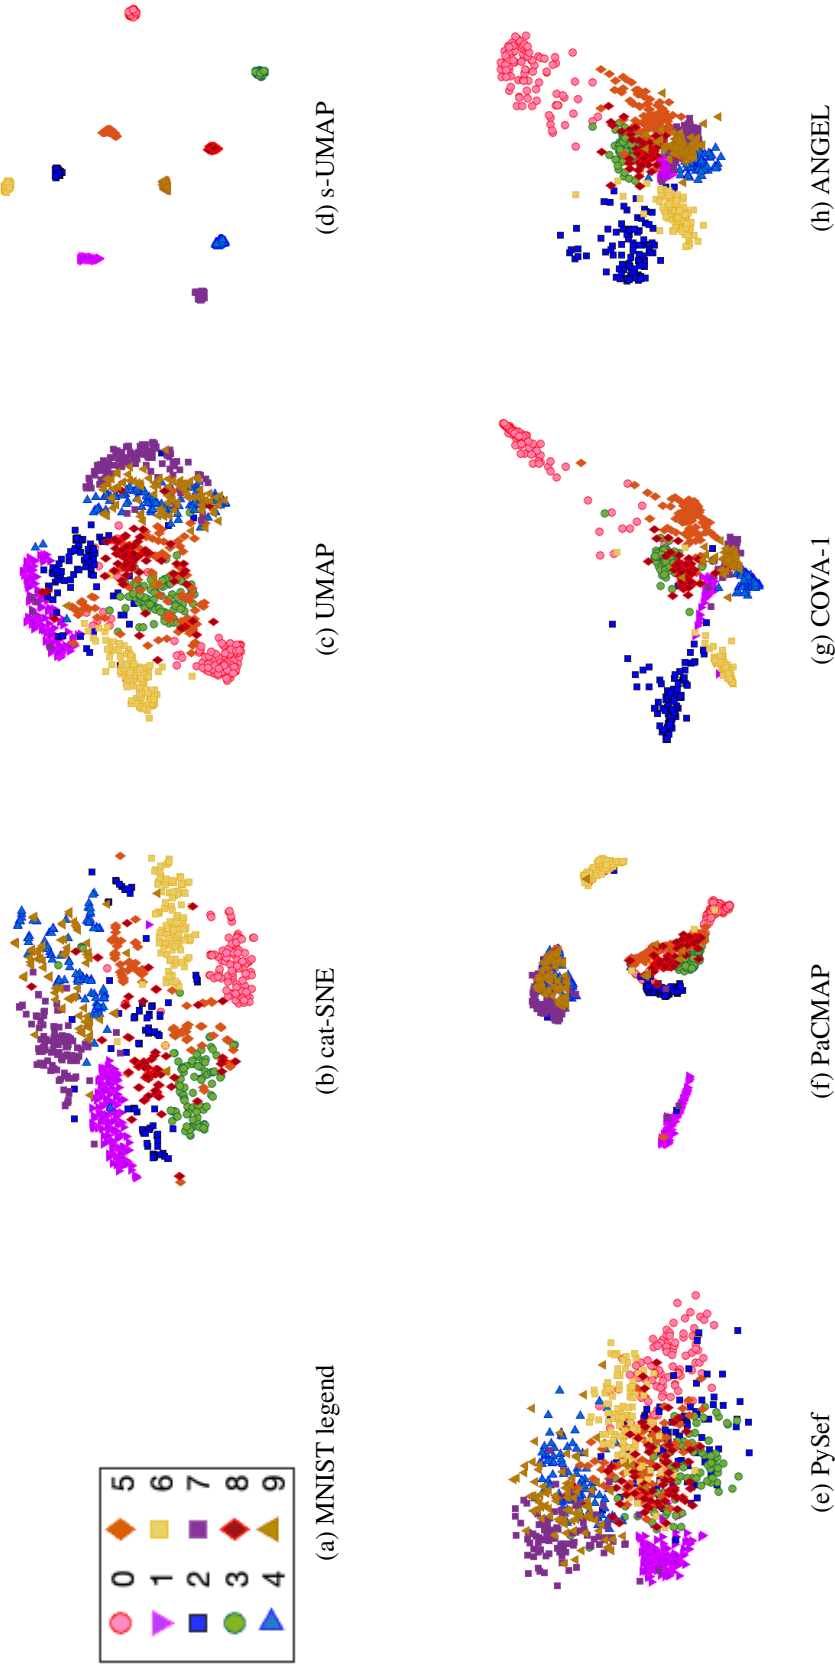 0 5
1 6
2 7
3 8
4 9
(a) MNIST legend
(b) cat-SNE
(c) UMAP
(d) s-UMAP
(e) PySef
(f) PaCMAP
(g) COVA-1
(h) ANGEL